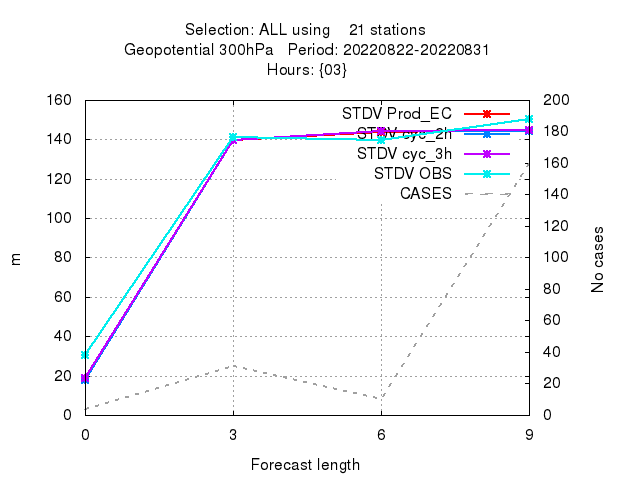 Selection: ALL using 21 stations
Geopotential 300hPa Period: 20220822-20220831
Hours: {03}
160
140
120
100
80
60
40
20
0
m
STDV Prod_EC
STDV cyc_2h
STDV cyc_3h
STDV OBS
CASES
200
180
160
140
120
100
80
60
40
20
0
No cases
0 3 6 9
Forecast length